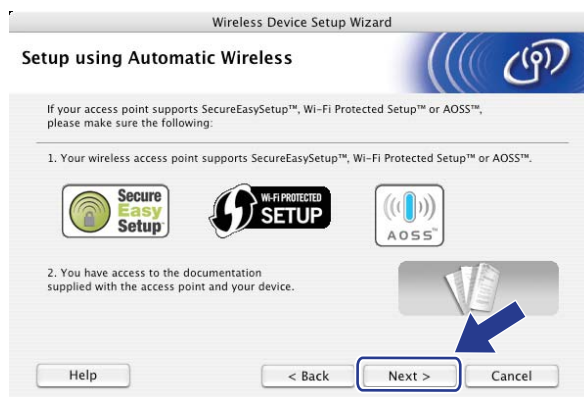 Wireless Device Setup Wizard
Setup using Automatic Wireless
If your access point supports SecureEasySetup™, Wi-Fi Protected Setup™ or AOSS™,
please make sure the following:
1. Your wireless access point supports SecureEasySetup™, Wi-Fi Protected Setup™ or AOSS™.
Secure
Easy
Setup
WI-FI PROTECTED
SETUP
AOSS™
2. You have access to the documentation
supplied with the access point and your device.
Help
< Back
Next >
Cancel